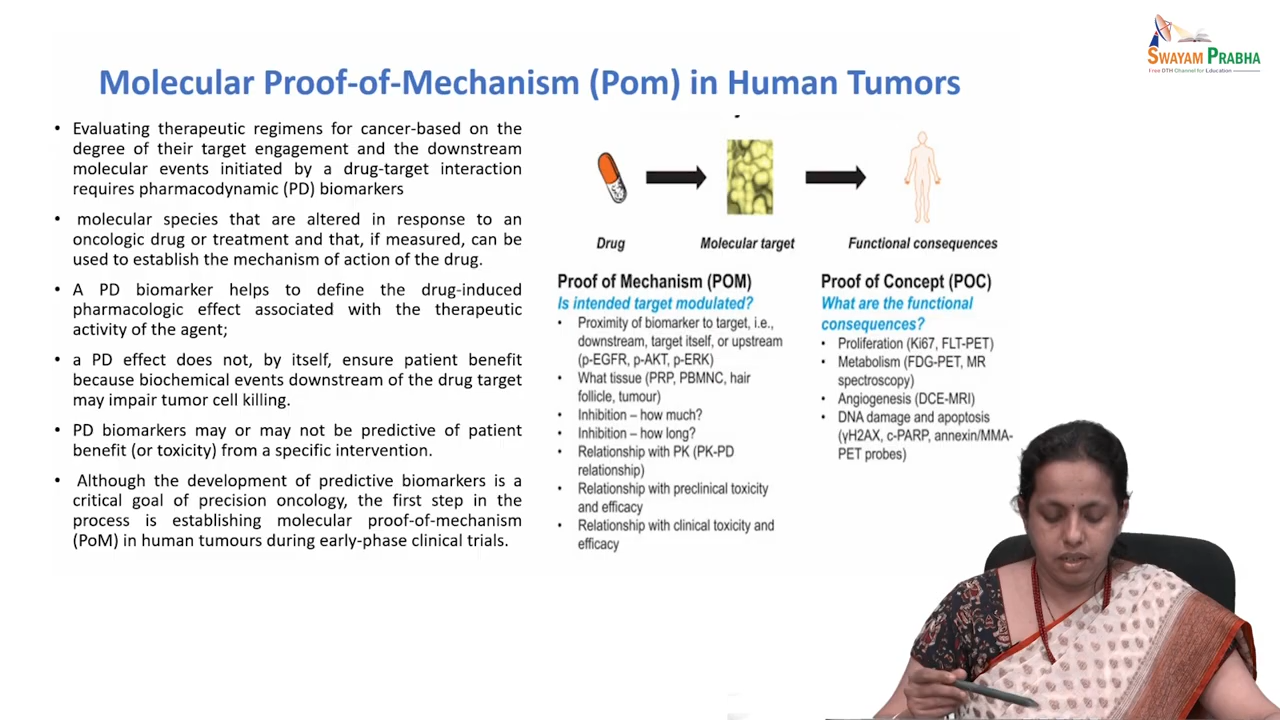 SWAYAM PRABHA
Free DTH Channel for Education
Molecular Proof-of-Mechanism (Pom) in Human Tumors
• Evaluating therapeutic regimens for cancer-based on the
degree of their target engagement and the downstream
molecular events initiated by a drug-target interaction
requires pharmacodynamic (PD) biomarkers
• molecular species that are altered in response to an
oncologic drug or treatment and that, if measured, can be
used to establish the mechanism of action of the drug.
• A PD biomarker helps to define the drug-induced
pharmacologic effect associated with the therapeutic
activity of the agent;
• a PD effect does not, by itself, ensure patient benefit
because biochemical events downstream of the drug target
may impair tumor cell killing.
• PD biomarkers may or may not be predictive of patient
benefit (or toxicity) from a specific intervention.
• Although the development of predictive biomarkers is a
critical goal of precision oncology, the first step in the
process is establishing molecular proof-of-mechanism
(PoM) in human tumours during early-phase clinical trials.
Drug
Molecular target
Functional consequences
Proof of Mechanism (POM)
Is intended target modulated?
• Proximity of biomarker to target, i.e.,
downstream, target itself, or upstream
(p-EGFR, p-AKT, p-ERK)
• What tissue (PRP, PBMNC, hair
follicle, tumour)
• Inhibition – how much?
• Inhibition – how long?
• Relationship with PK (PK-PD
relationship)
• Relationship with preclinical toxicity
and efficacy
• Relationship with clinical toxicity and
efficacy
Proof of Concept (POC)
What are the functional
consequences?
• Proliferation (Ki67, FLT-PET)
• Metabolism (FDG-PET, MR
spectroscopy)
• Angiogenesis (DCE-MRI)
• DNA damage and apoptosis
(γH2AX, c-PARP, annexin/MMA-
PET probes)